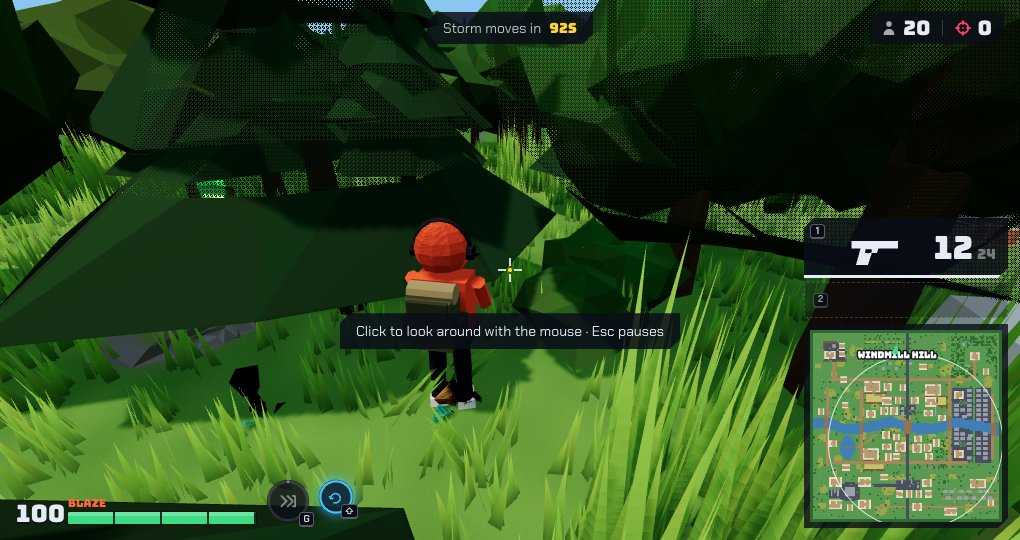 Storm moves in 92S
20
0
1
12 24
2
Click to look around with the mouse · Esc pauses
WINDMILL HILL
BLAZE
100
G